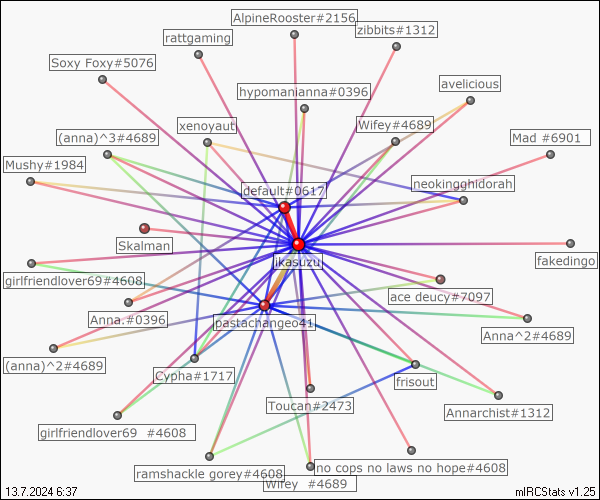 AlpineRooster#2156
zibbits#1312
rattgaming
Soxy Foxy#5076
avelicious
hypomanianna#0396
xenoyaut
Wifey#4689
(anna)^3#4689
Mad #6901
Mushy#1984
default#0617
neokingghidorah
Skalman
ikasuzu
fakedingo
girlfriendlover69#4608
ace deucy#7097
Anna.#0396
pastachangeo41
Anna^2#4689
(anna)^2#4689
Cypha#1717
frisout
Toucan#2473
Annarchist#1312
girlfriendlover69 #4608
ramshackle gorey#4608
no cops no laws no hope#4608
Wifey #4689
13.7.2024 6:37
mIRCStats v1.25